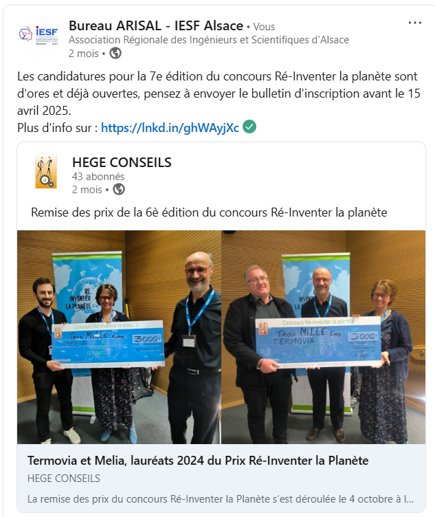 iESF
Bureau ARISAL - IESF Alsace • Vous
Association Régionale des Ingénieurs et Scientifiques d'Alsace
2 mois •
Les candidatures pour la 7e édition du concours Ré-Inventer la planète sont
d'ores et déjà ouvertes, pensez à envoyer le bulletin d'inscription avant le 15
avril 2025.
Plus d'info sur : https://lnkd.in/ghWAyjXc
HEGE CONSEILS
43 abonnés
2 mois •
Remise des prix de la 6è édition du concours Ré-Inventer la planète
RÉ
INVENTER
LA PLANÈTE
3000
MELIA
INVENTER
LA PLANÈTE
Concours Ré-Inventer la planète
Trois MILLE
3000
TERMOVIA
Termovia et Melia, lauréats 2024 du Prix Ré-Inventer la Planète
HEGE CONSEILS
La remise des prix du concours Ré-Inventer la Planète s'est déroulée le 4 octobre à l...